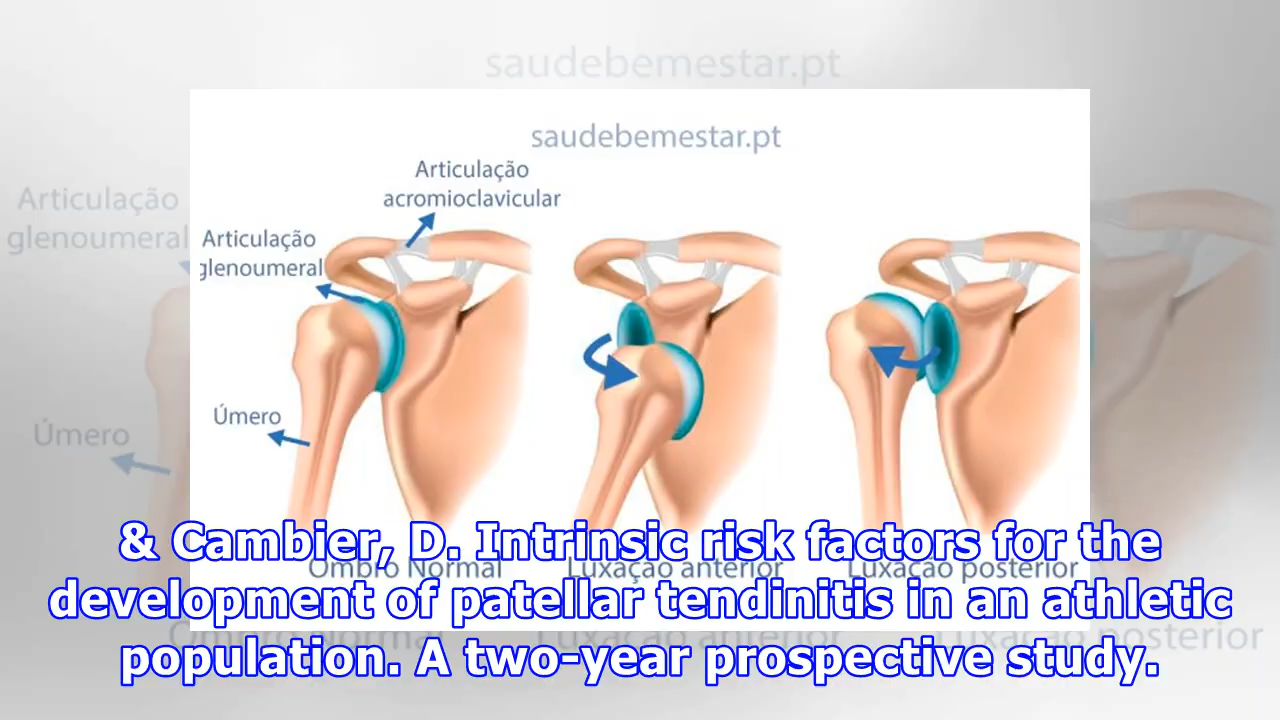 saudebemestar.pt
saudebemestar.pt
Articulação
acromioclavicular
Articulação
glenoumeral
Articulação
glenoumeral
Úmero
Úmero
Ombro Normal
Luxação anterior
Luxação posterior
& Cambier, D. Intrinsic risk factors for the
development of patellar tendinitis in an athletic
population. A two-year prospective study.